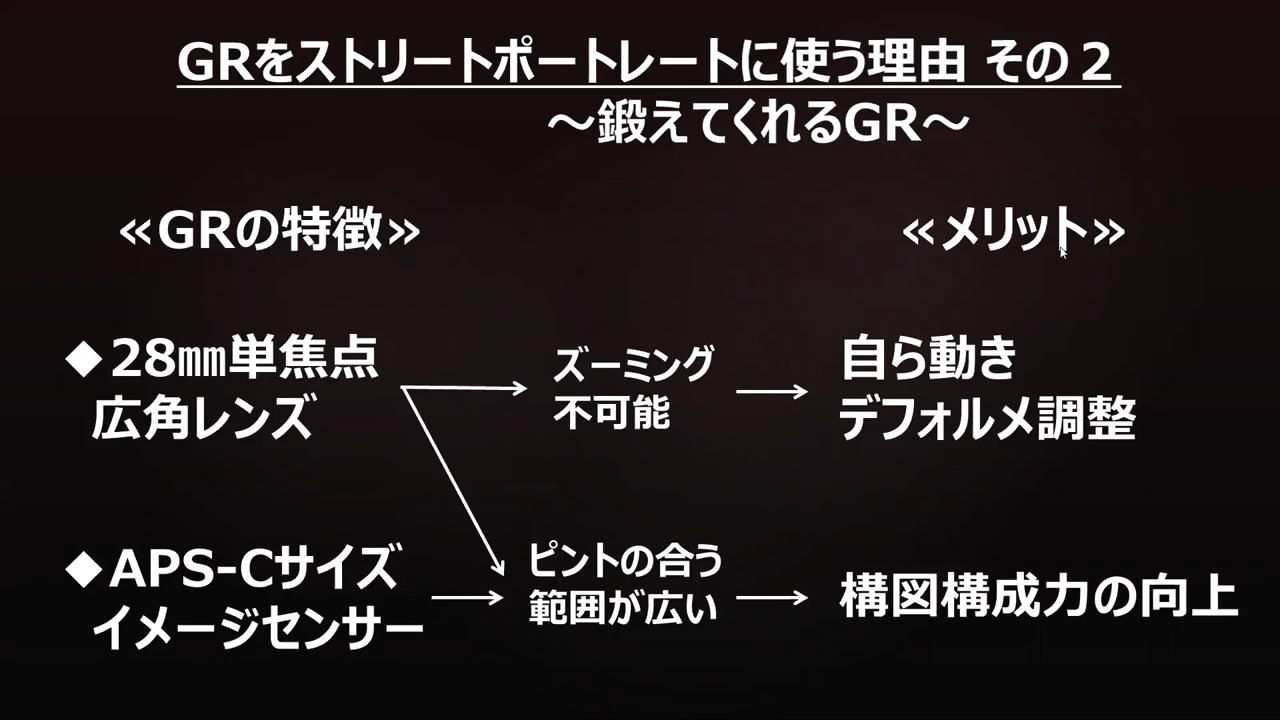 GRをストリートポートレートに使う理由 その２
～鍛えてくれるGR～
≪GRの特徴≫
≪メリット≫
◆28㎜単焦点
広角レンズ
ズーミング
不可能
自ら動き
デフォルメ調整
◆APS-Cサイズ
イメージセンサー
ピントの合う
範囲が広い
構図構成力の向上